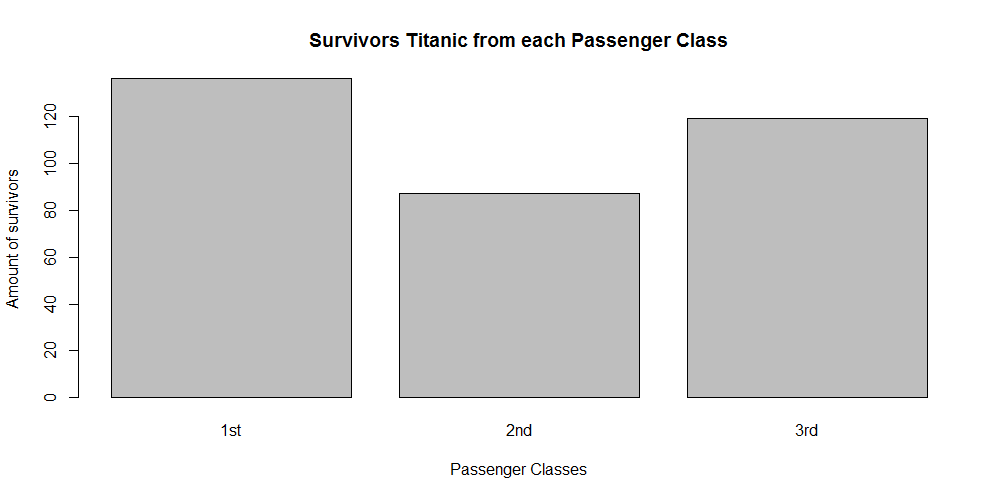 Survivors Titanic from each Passenger Class
Amount of survivors
120
100
80
60
40
20
0
1st 2nd 3rd
Passenger Classes